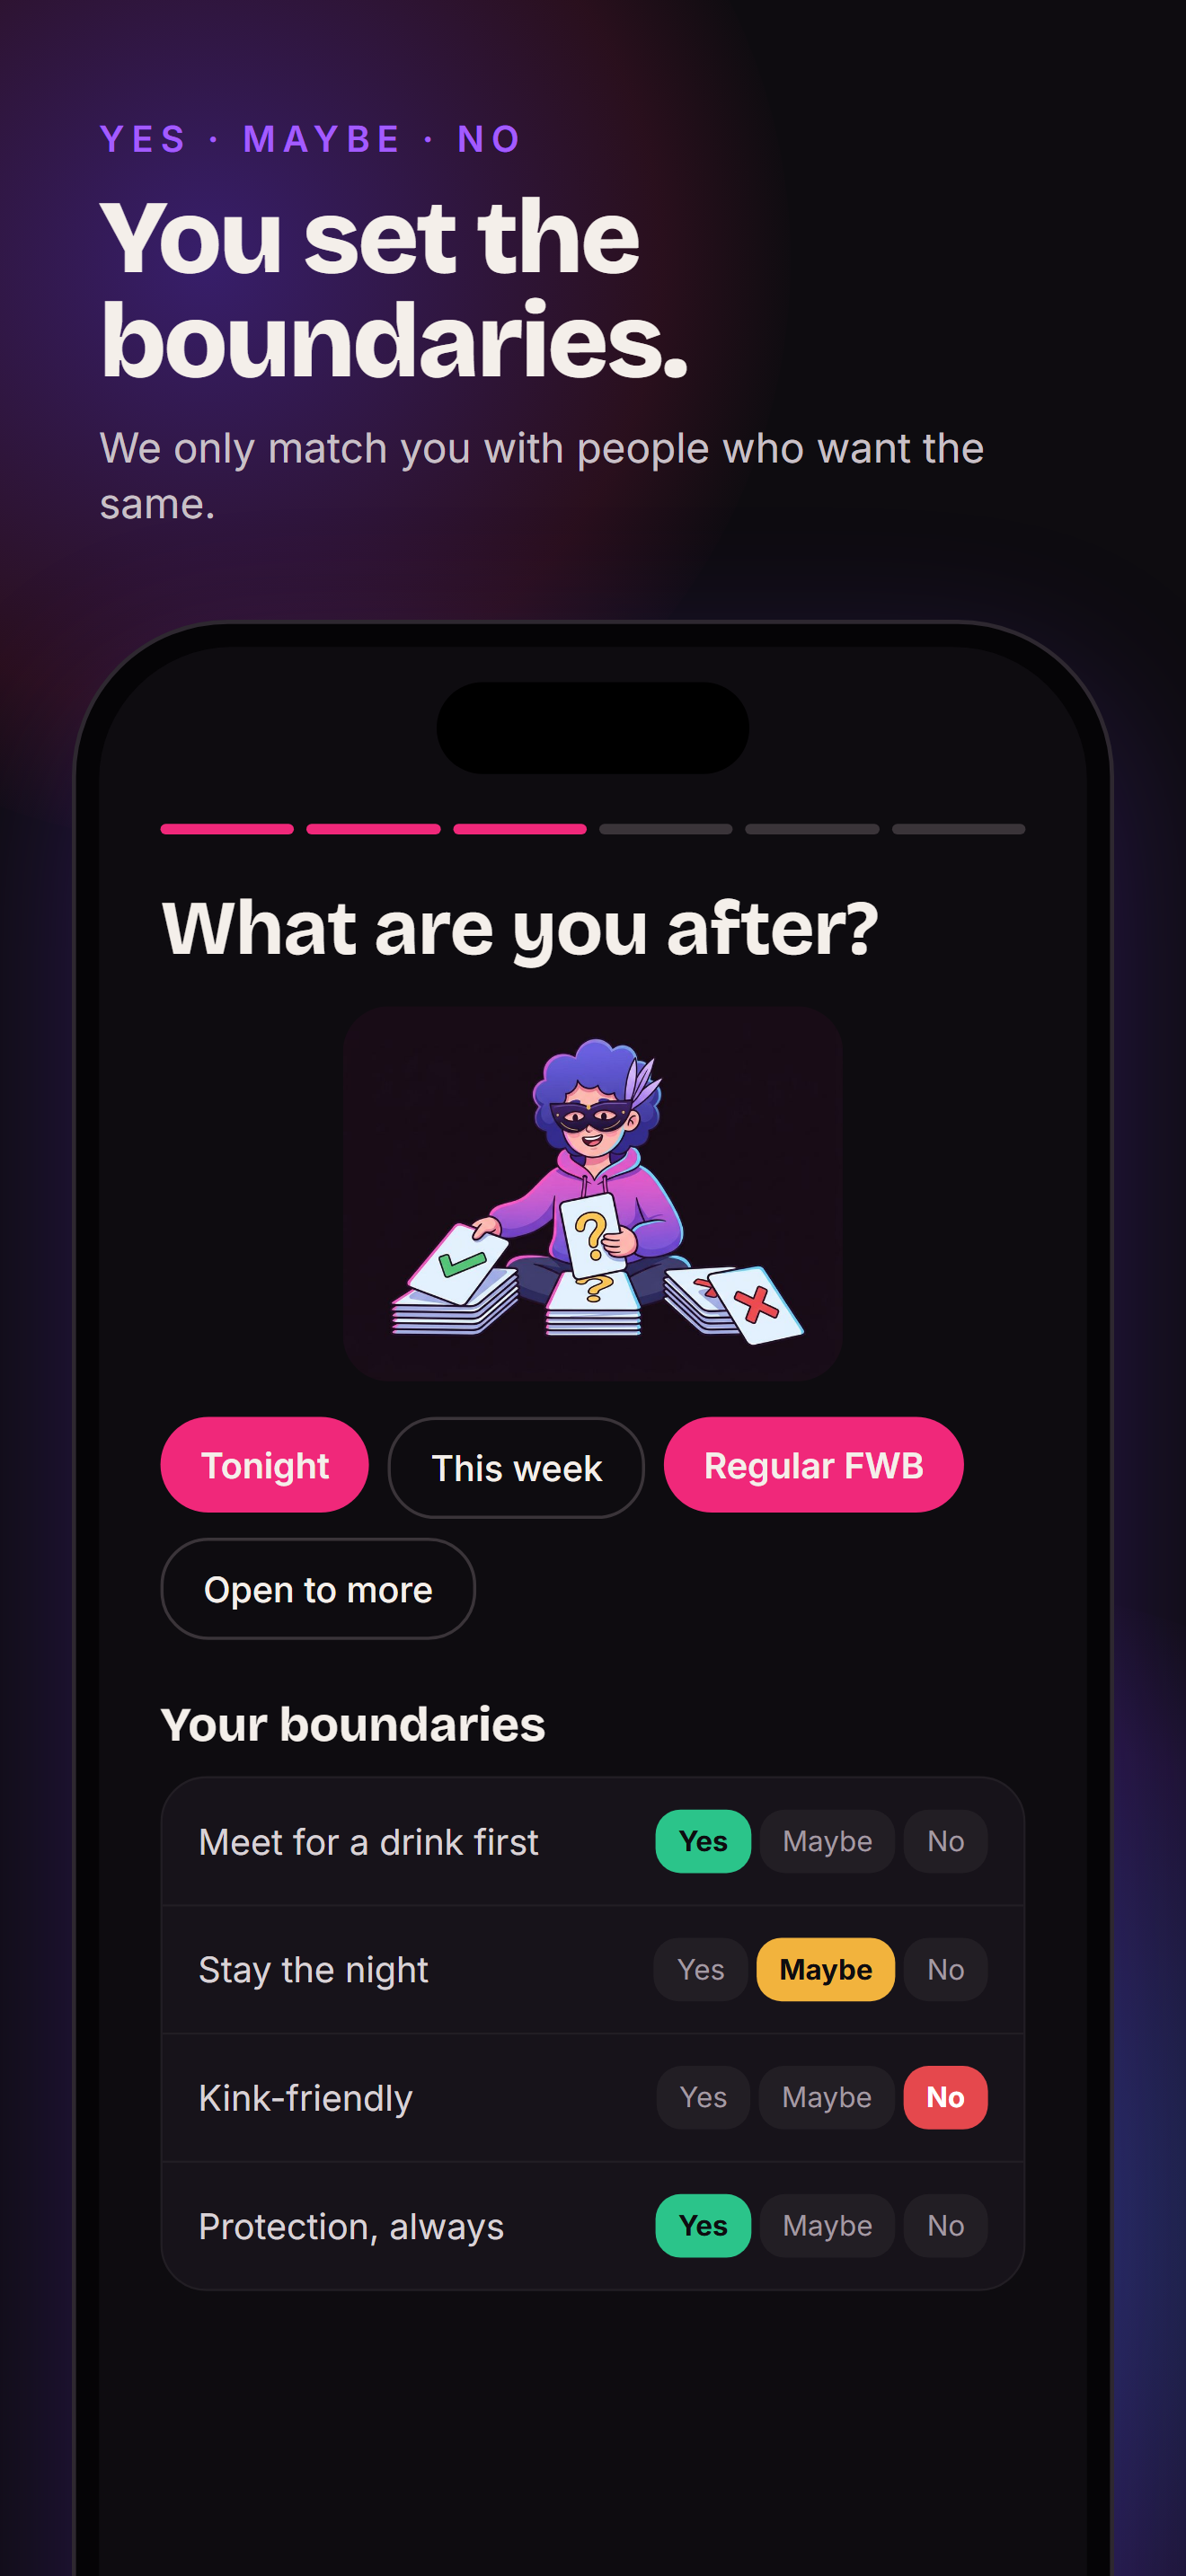 YES · MAYBE · NO
You set the
boundaries.
We only match you with people who want the
same.
What are you after?
?
?
Tonight
This week
Regular FWB
Open to more
Your boundaries
Meet for a drink first
Yes Maybe No
Stay the night
Yes Maybe No
Kink-friendly
Yes Maybe No
Protection, always
Yes Maybe No